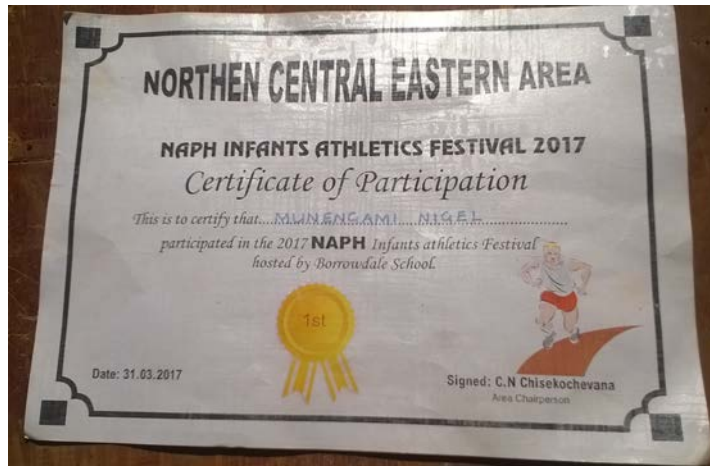 NORTHEN CENTRAL EASTERN AREA
NAPH INFANTS ATHLETICS FESTIVAL 2017
Certificate of Participation
This is to certify that....MUNENGAMI NIGEL....................
participated in the 2017 NAPH Infants athletics Festival
hosted by Borrowdale School.
1st
Date: 31.03.2017
Signed: C.N Chisekochevana
Area Chairperson